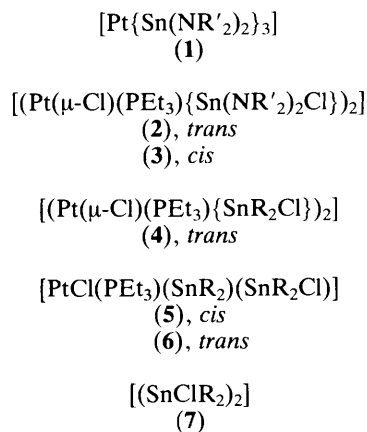 [Pt{Sn(NR′₂)₂}₃]
(1)
[(Pt(μ-Cl)(PEt₃){Sn(NR′₂)₂Cl})₂]
(2), trans
(3), cis
[(Pt(μ-Cl)(PEt₃){SnR₂Cl})₂]
(4), trans
[PtCl(PEt₃)(SnR₂)(SnR₂Cl)]
(5), cis
(6), trans
[(SnClR₂)₂]
(7)